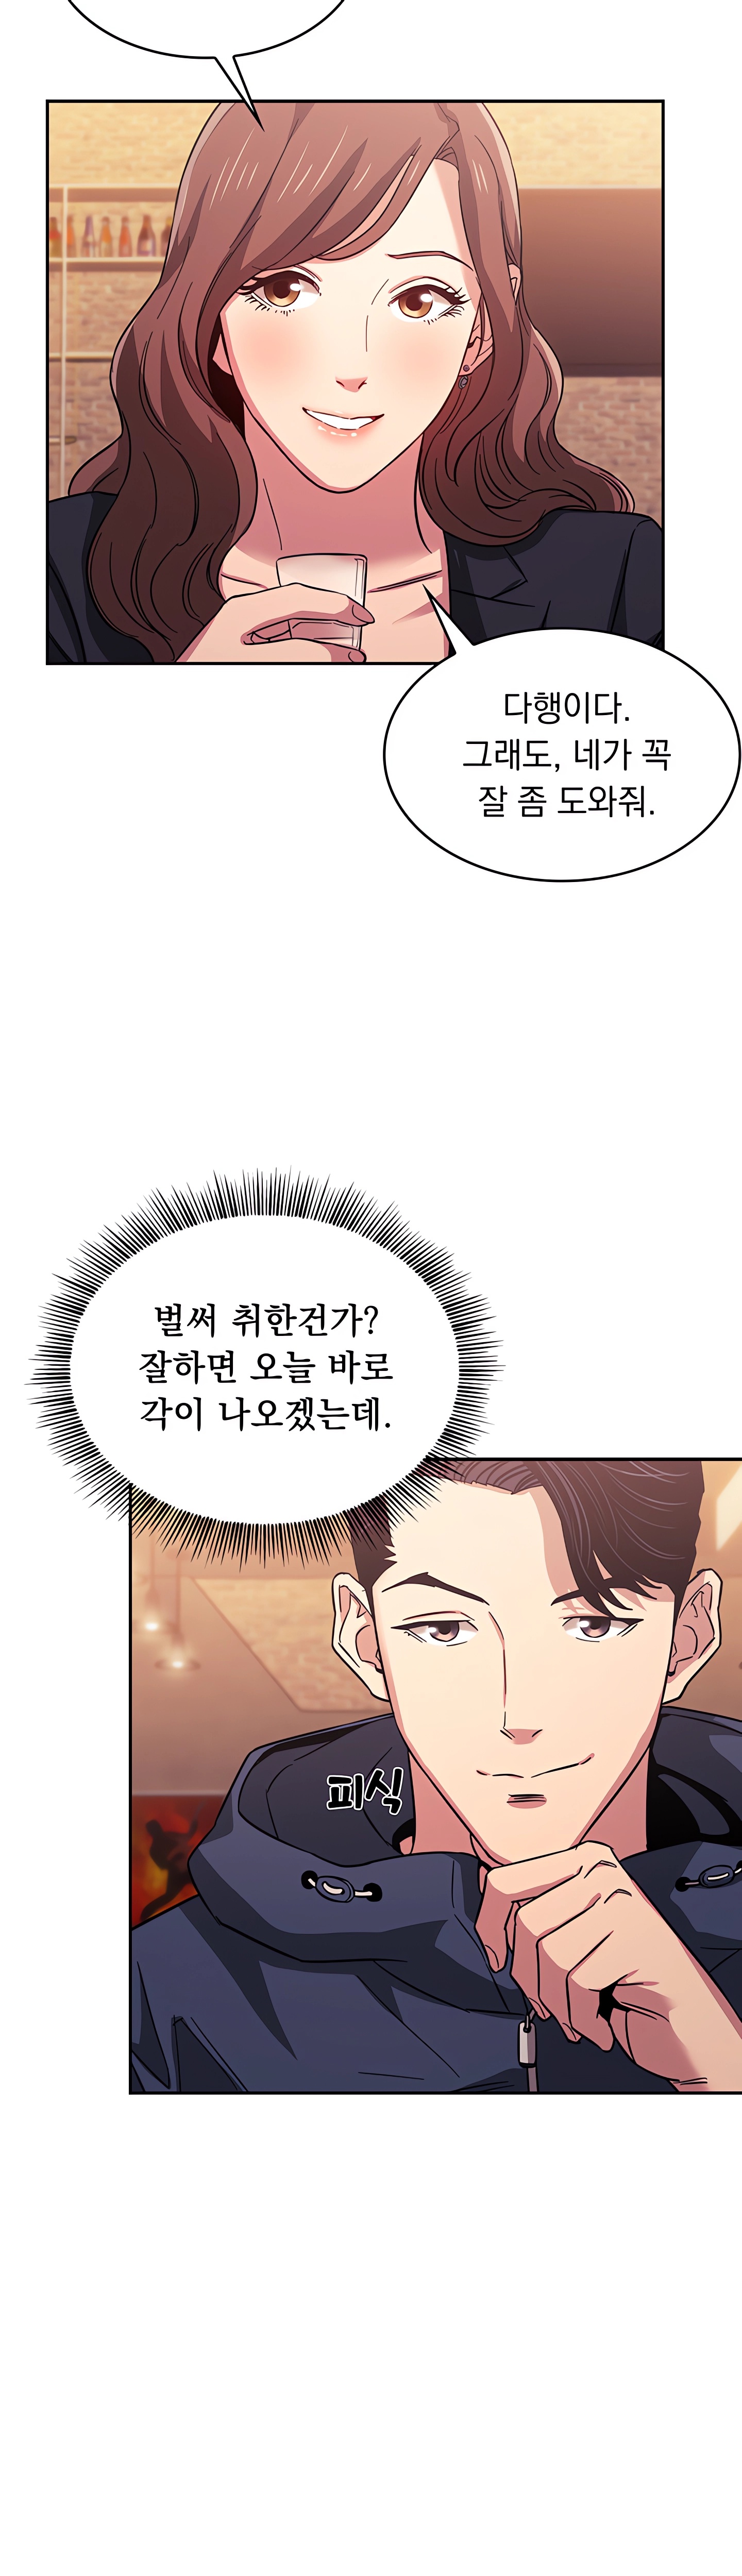 다행이다.
그래도, 네가 꼭
잘 좀 도와줘.
벌써 취한건가?
잘하면 오늘 바로
각이 나오겠는데.
피식